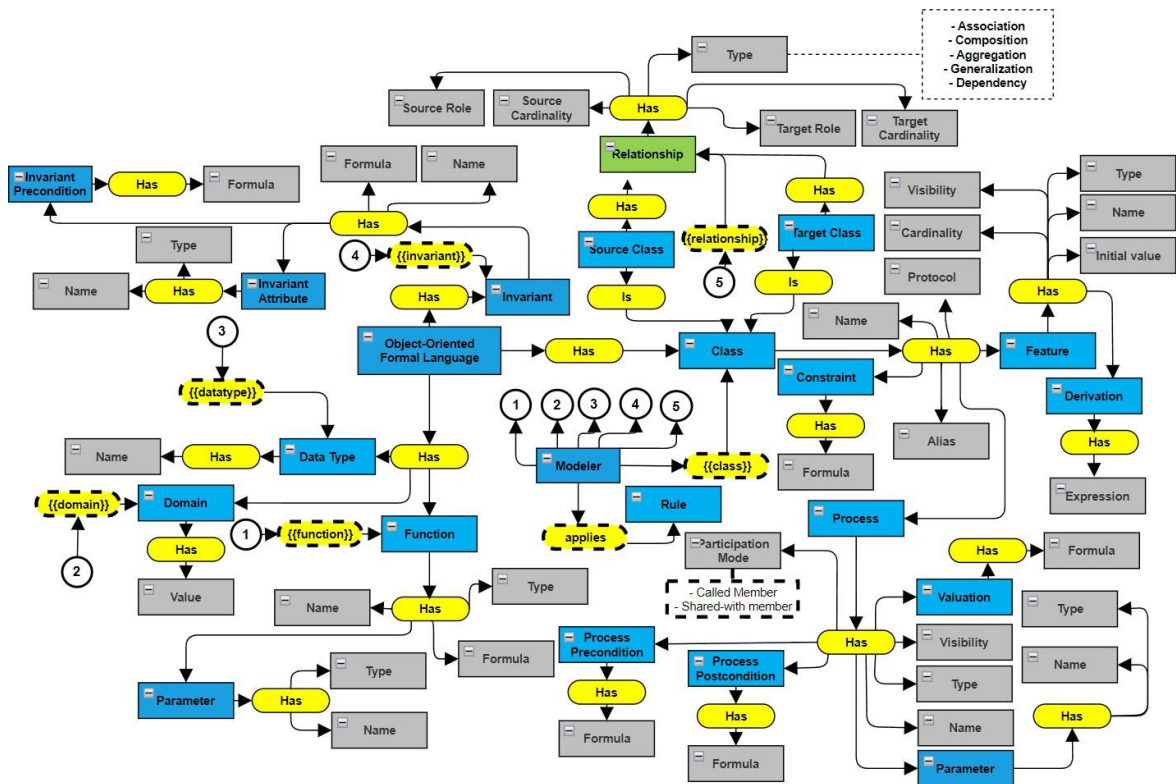 - Association
- Composition
- Aggregation
- Generalization
- Dependency
Type
Source Role
Source
Cardinality
Has
Target Role
Target
Cardinality
Relationship
Formula
Name
Invariant
Precondition
Has
Formula
Has
Has
Has
Visibility
Type
Name
Cardinality
Initial value
Type
Name
Has
Invariant
Attribute
4
{{invariant}}
Source Class
{{relationship}}
Target Class
5
Protocol
Has
Invariant
Is
Is
Has
Name
3
Object-Oriented
Formal Language
Has
Class
Has
Feature
{{datatype}}
1
2
3
4
5
Constraint
Derivation
Has
Alias
Has
Name
Has
Data Type
Has
Modeler
{{class}}
Formula
Expression
{{domain}}
Domain
Rule
Process
1
{{function}}
Function
applies
Participation
Mode
Has
Formula
2
Has
- Called Member
- Shared-with member
Value
Type
Name
Has
Valuation
Type
Formula
Process
Precondition
Has
Visibility
Type
Process
Postcondition
Name
Type
Parameter
Has
Has
Name
Has
Name
Has
Formula
Formula
Parameter